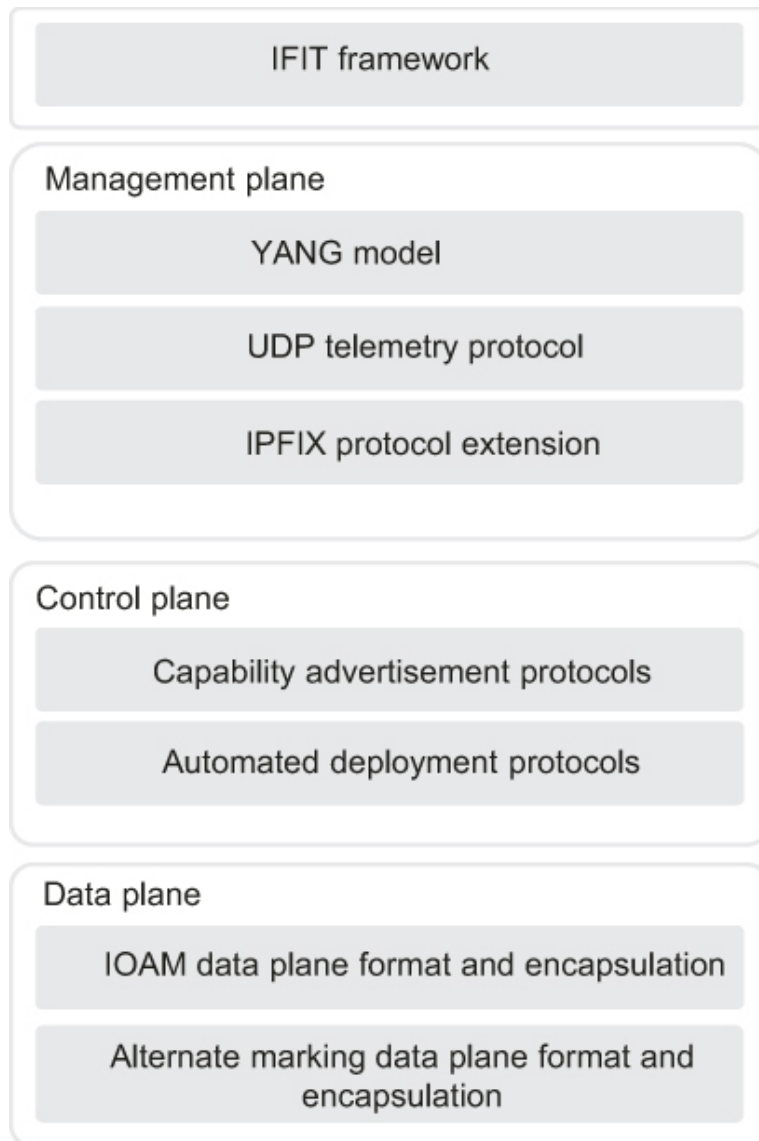 IFIT framework
Management plane
YANG model
UDP telemetry protocol
IPFIX protocol extension
Control plane
Capability advertisement protocols
Automated deployment protocols
Data plane
IOAM data plane format and encapsulation
Alternate marking data plane format and
encapsulation